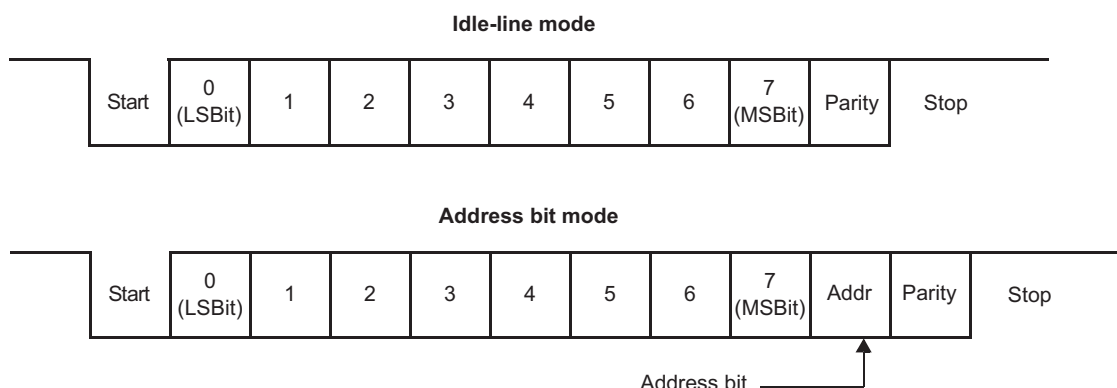 Idle-line mode
Start 0 (LSBit) 1 2 3 4 5 6 7 (MSBit) Parity Stop
Address bit mode
Start 0 (LSBit) 1 2 3 4 5 6 7 (MSBit) Addr Parity Stop
Address bit